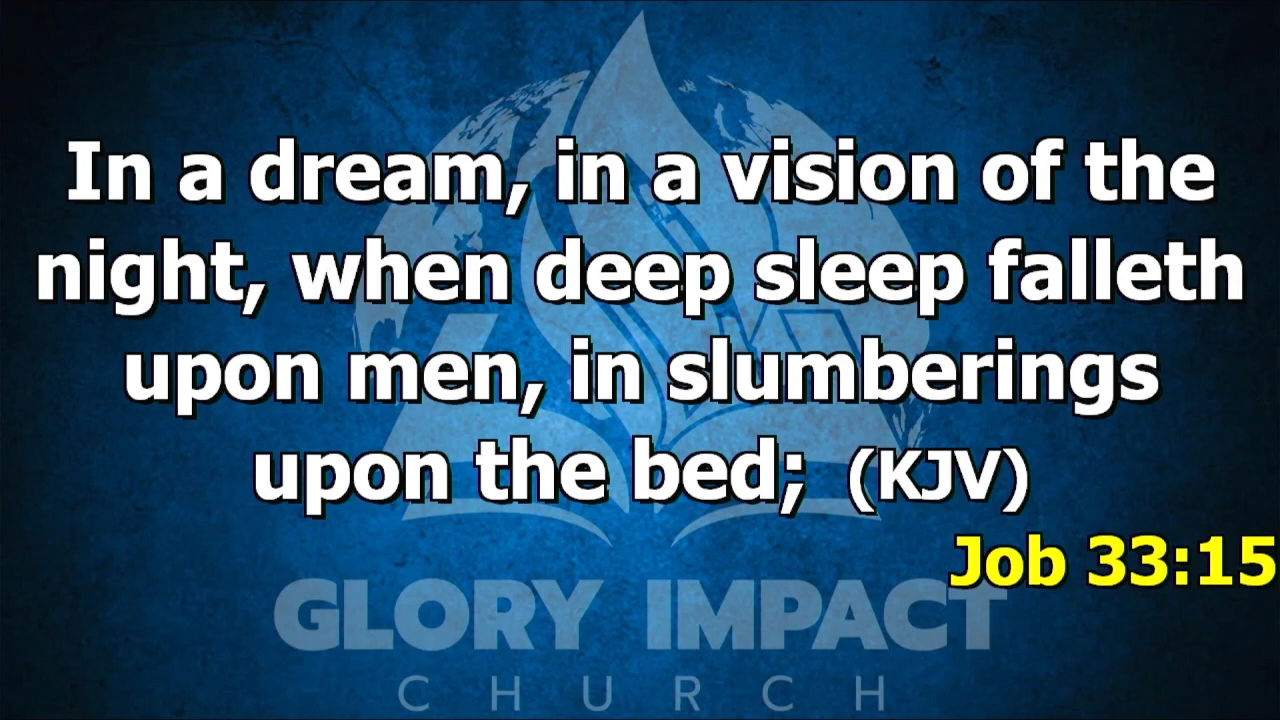 In a dream, in a vision of the
night, when deep sleep falleth
upon men, in slumberings
upon the bed; (KJV)
Job 33:15
GLORY IMPACT
CHURCH